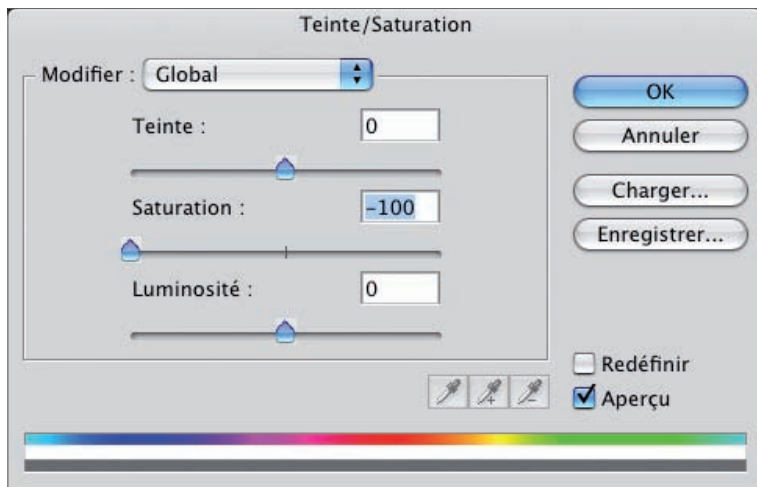 Teinte/Saturation
Modifier : Global
OK
Teinte : 0
Annuler
Saturation : -100
Charger...
Enregistrer...
Luminosité : 0
Redéfinir
Aperçu